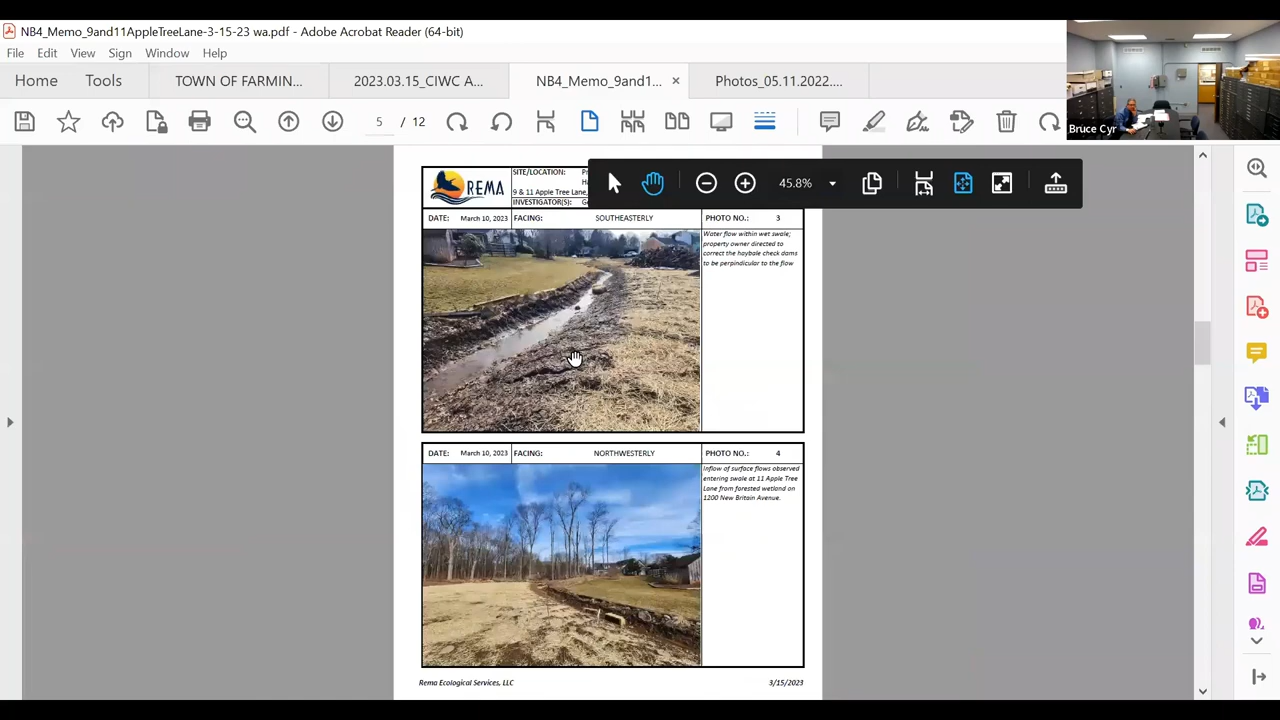 NB4_Memo_9and11AppleTreeLane-3-15-23 wa.pdf - Adobe Acrobat Reader (64-bit)
File Edit View Sign Window Help
Home Tools TOWN OF FARMIN... 2023.03.15_CIWC A... NB4_Memo_9and1... × Photos_05.11.2022....
5 / 12
Bruce Cyr
45.8%
REMA
SITE/LOCATION:
9 & 11 Apple Tree Lane,
INVESTIGATOR(S):
DATE: March 10, 2023 FACING: SOUTHEASTERLY PHOTO NO.: 3
Water flow within wet swale;
property owner directed to
correct the haybale check dams
to be perpindicular to the flow
DATE: March 10, 2023 FACING: NORTHWESTERLY PHOTO NO.: 4
Inflow of surface flows observed
entering swale at 11 Apple Tree
Lane from forested wetland on
1200 New Britain Avenue.
Rema Ecological Services, LLC 3/15/2023